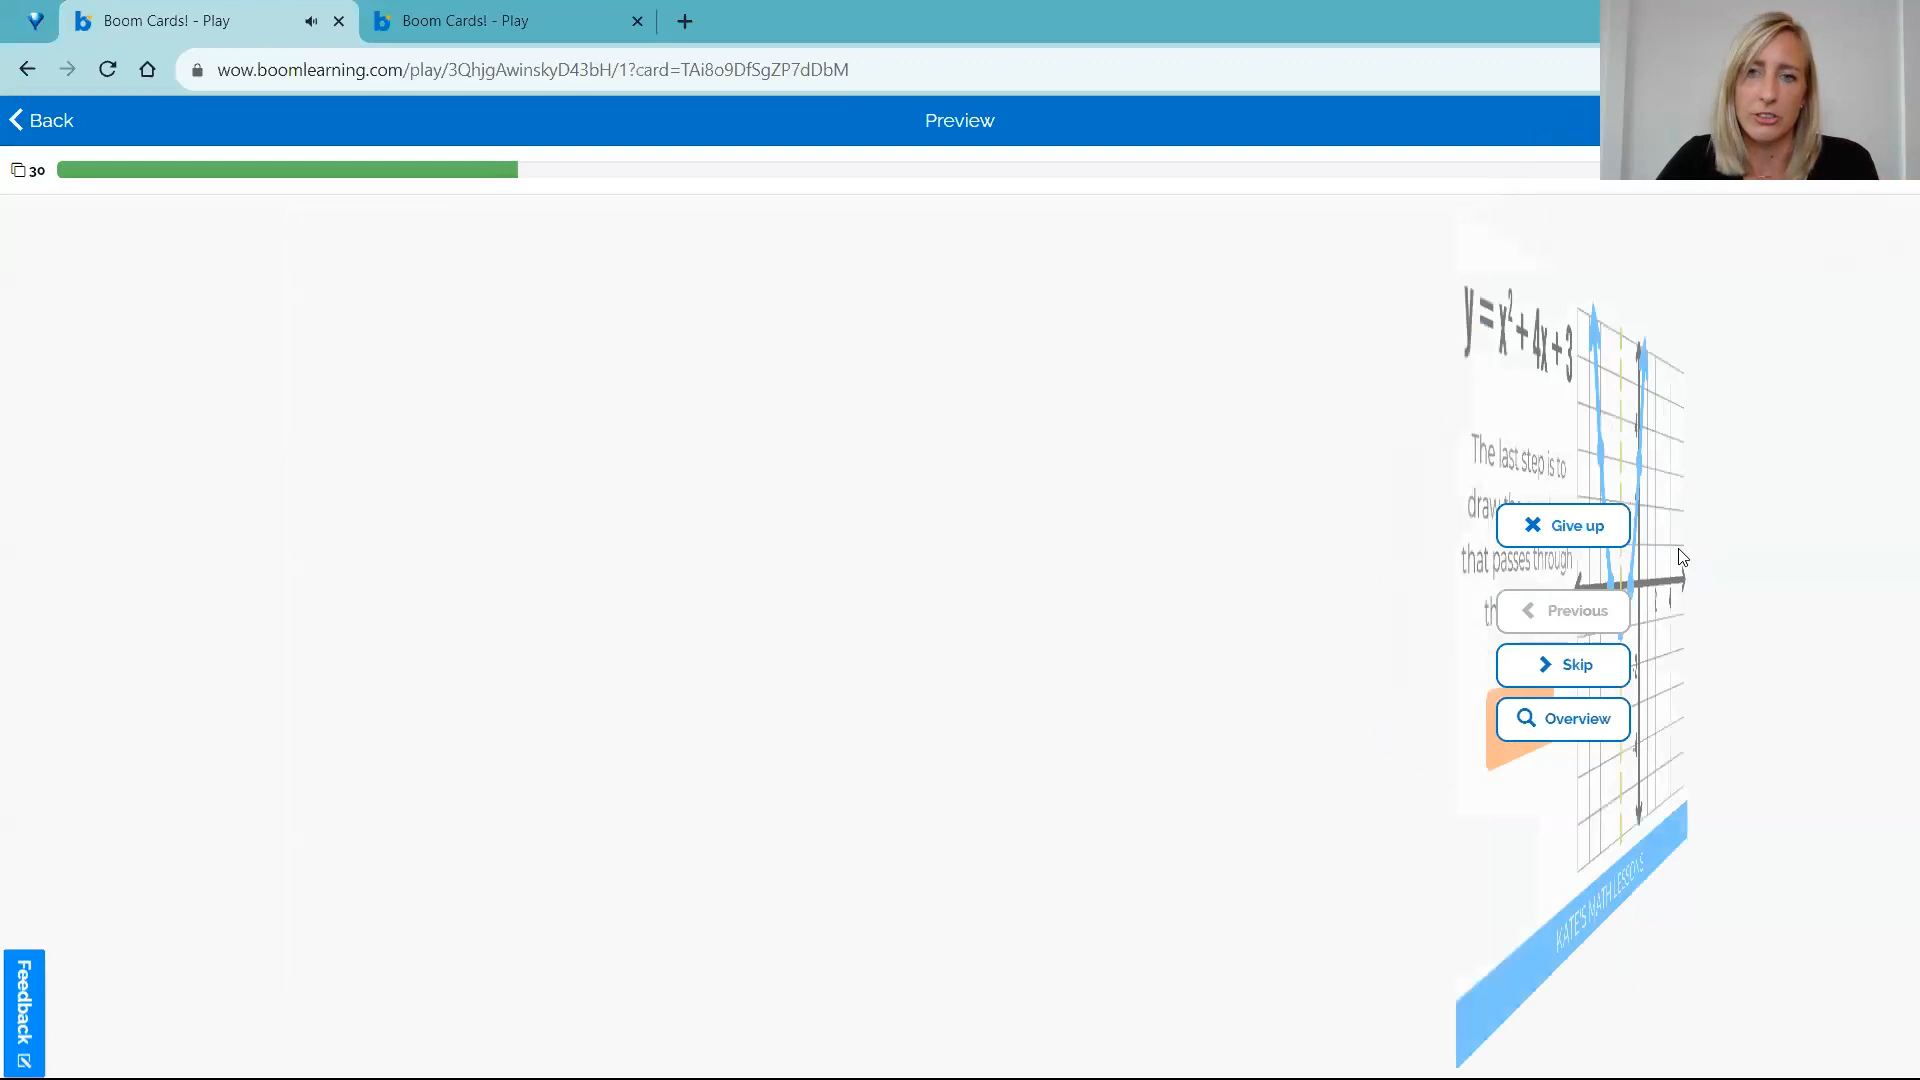 Boom Cards! - Play
Boom Cards! - Play
wow.boomlearning.com/play/3QhjgAwinskyD43bH/1?card=TAi8o9DfSgZP7dDbM
Back
Preview
30
y = x² + 4x + 3
The last step is to
draw
that passes through
Give up
Previous
Skip
Overview
KATE'S MATH LESSONS
Feedback